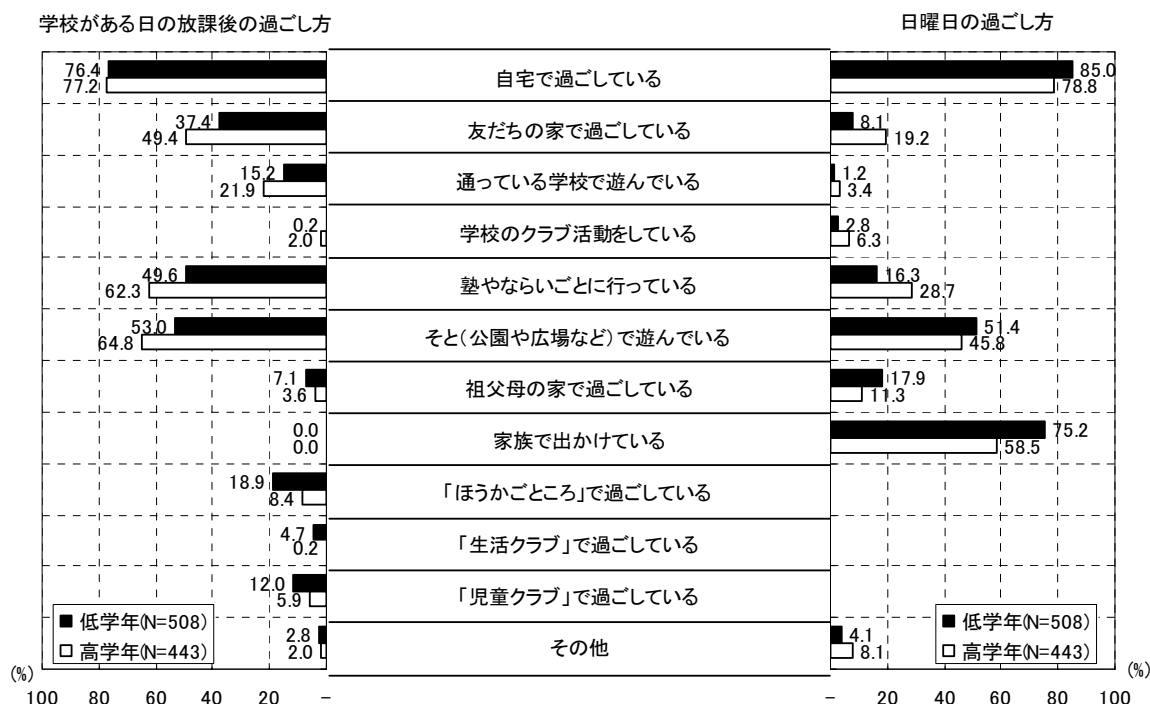 学校がある日の放課後の過ごし方
日曜日の過ごし方
76.4 自宅で過ごしている 85.0
77.2 78.8
37.4 友だちの家で過ごしている 8.1
49.4 19.2
15.2 通っている学校で遊んでいる 1.2
21.9 3.4
0.2 学校のクラブ活動をしている 2.8
2.0 6.3
49.6 塾やならいごとに行っている 16.3
62.3 28.7
53.0 そと(公園や広場など)で遊んでいる 51.4
64.8 45.8
7.1 祖父母の家で過ごしている 17.9
3.6 11.3
0.0 家族で出かけている 75.2
0.0 58.5
18.9 「ほうかごところ」で過ごしている
8.4
4.7 「生活クラブ」で過ごしている
0.2
12.0 「児童クラブ」で過ごしている
5.9
2.8 その他 4.1
2.0 8.1
■ 低学年(N=508)
□ 高学年(N=443)
■ 低学年(N=508)
□ 高学年(N=443)
(%) (%)
100 80 60 40 20 - - 20 40 60 80 100